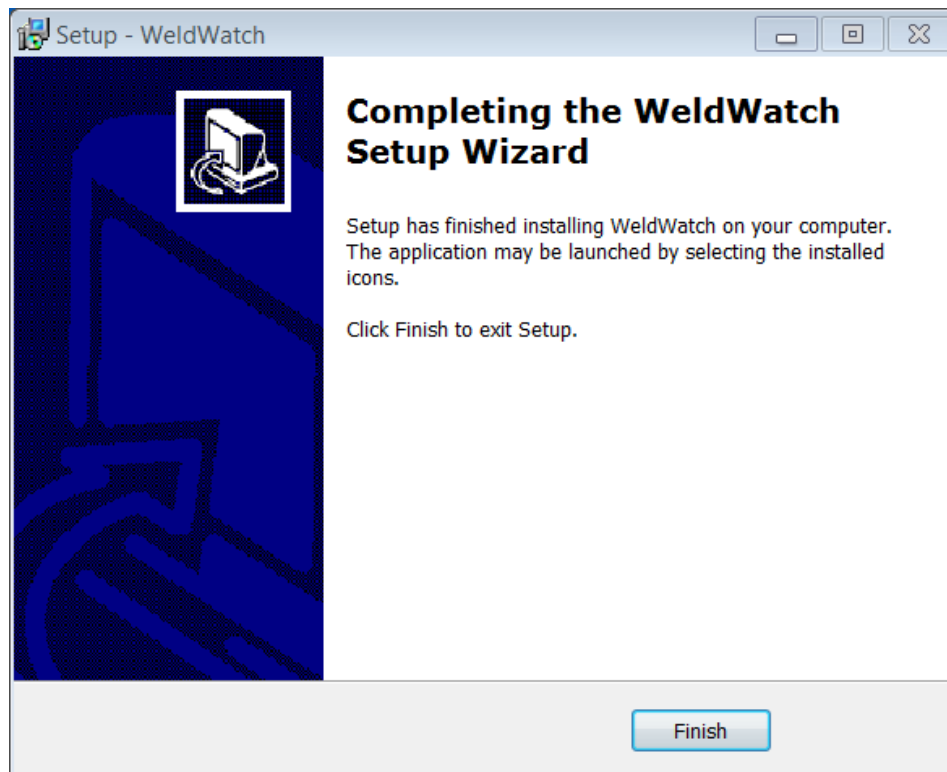 Setup - WeldWatch
Completing the WeldWatch
Setup Wizard
Setup has finished installing WeldWatch on your computer.
The application may be launched by selecting the installed
icons.
Click Finish to exit Setup.
Finish